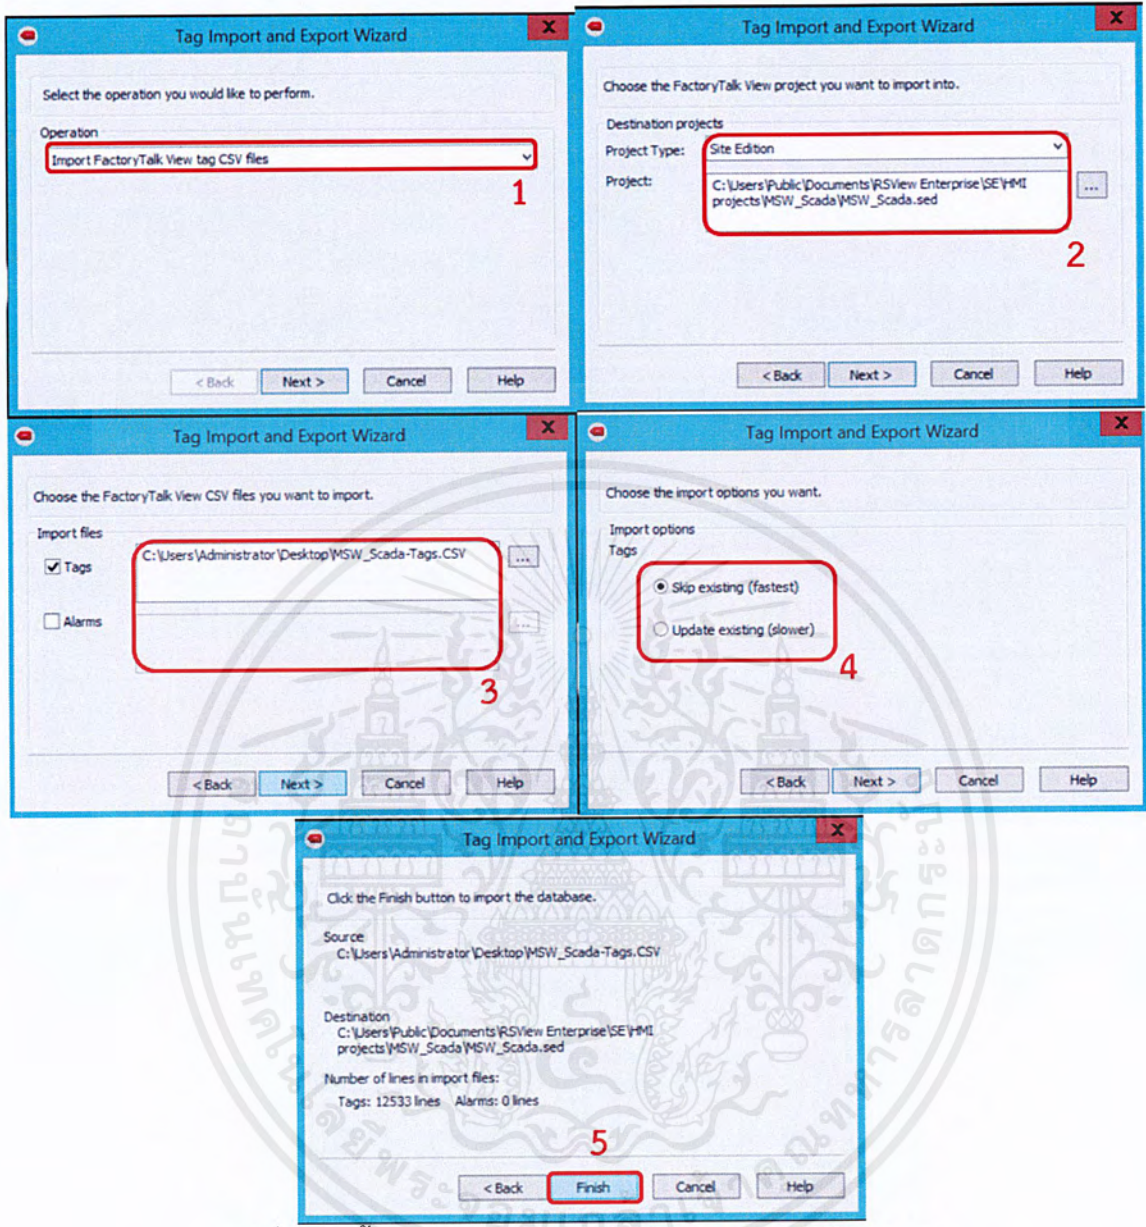 Tag Import and Export Wizard
X
Select the operation you would like to perform.
Operation
Import FactoryTalk View tag CSV files
1
< Back
Next >
Cancel
Help
Tag Import and Export Wizard
X
Choose the FactoryTalk View project you want to import into.
Destination projects
Project Type:
Site Edition
Project:
C:\Users\Public\Documents\RSView Enterprise\SE\HMI
projects\MSW_Scada\MSW_Scada.sed
...
2
< Back
Next >
Cancel
Help
Tag Import and Export Wizard
X
Choose the FactoryTalk View CSV files you want to import.
Import files
Tags
C:\Users\Administrator\Desktop\MSW_Scada-Tags.CSV
...
Alarms
...
3
< Back
Next >
Cancel
Help
Tag Import and Export Wizard
X
Choose the import options you want.
Import options
Tags
Skip existing (fastest)
Update existing (slower)
4
< Back
Next >
Cancel
Help
Tag Import and Export Wizard
X
Click the Finish button to import the database.
Source
C:\Users\Administrator\Desktop\MSW_Scada-Tags.CSV
Destination
C:\Users\Public\Documents\RSView Enterprise\SE\HMI
projects\MSW_Scada\MSW_Scada.sed
Number of lines in import files:
Tags: 12533 lines Alarms: 0 lines
5
< Back
Finish
Cancel
Help